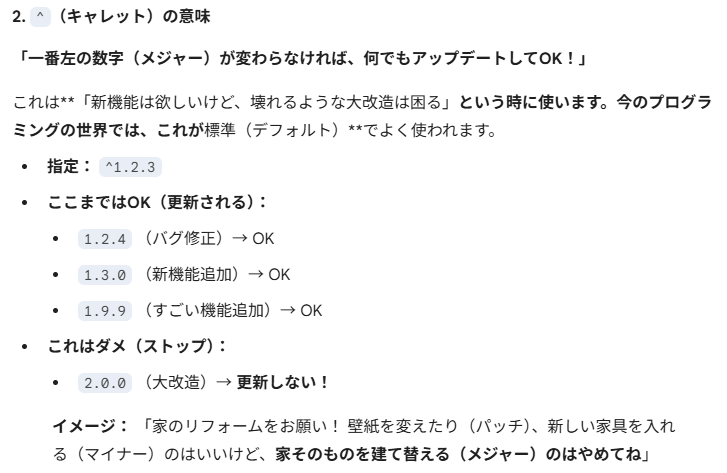 2. ^ （キャレット）の意味
「一番左の数字（メジャー）が変わらなければ、何でもアップデートしてOK！」
これは**「新機能は欲しいけど、壊れるような大改造は困る」という時に使います。今のプログラ
ミングの世界では、これが標準（デフォルト）**でよく使われます。
• 指定： ^1.2.3
• ここまではOK（更新される）：
• 1.2.4 （バグ修正）→ OK
• 1.3.0 （新機能追加）→ OK
• 1.9.9 （すごい機能追加）→ OK
• これはダメ（ストップ）：
• 2.0.0 （大改造）→ 更新しない！
イメージ： 「家のリフォームをお願い！ 壁紙を変えたり（パッチ）、新しい家具を入れ
る（マイナー）のはいいけど、家そのものを建て替える（メジャー）のはやめてね」